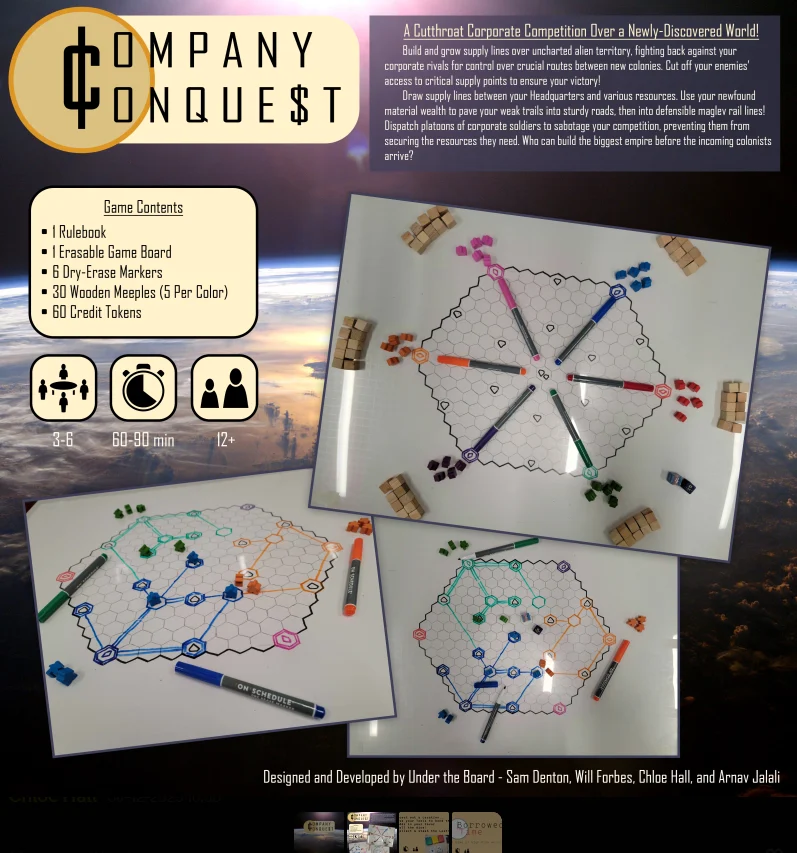 COMPANY
CONQUE$T
A Cutthroat Corporate Competition Over a Newly-Discovered World!
Build and grow supply lines over uncharted alien territory, fighting back against your
corporate rivals for control over crucial routes between new colonies. Cut off your enemies'
access to critical supply points to ensure your victory!
Draw supply lines between your Headquarters and various resources. Use your newfound
material wealth to pave your weak trails into sturdy roads, then into defensible maglev rail lines!
Dispatch platoons of corporate soldiers to sabotage your competition, preventing them from
securing the resources they need. Who can build the biggest empire before the incoming colonists
arrive?
Game Contents
▪ 1 Rulebook
▪ 1 Erasable Game Board
▪ 6 Dry-Erase Markers
▪ 30 Wooden Meeples (5 Per Color)
▪ 60 Credit Tokens
3-6
60-90 min
12+
ON SCHEDULE
Designed and Developed by Under the Board - Sam Denton, Will Forbes, Chloe Hall, and Arnav Jalali
Chloe Hall
COMPANY
CONQUE$T
Borrowed